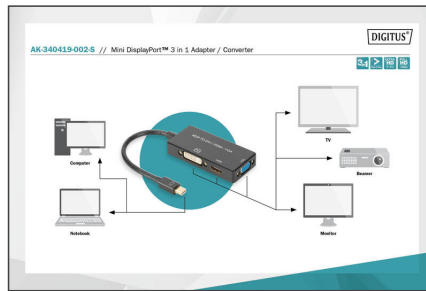 DIGITUS®
AK-340419-002-S // Mini DisplayPort™ 3 in 1 Adapter / Converter
Computer
Notebook
TV
Beamer
Monitor